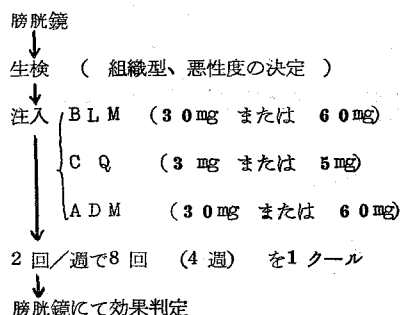 膀胱鏡
生検 ( 組織型、悪性度の決定 )
注入 BLM (30mg または 60mg)
CQ (3mg または 5mg)
ADM (30mg または 60mg)
2回/週で8回 (4週) を1クール
膀胱鏡にて効果判定